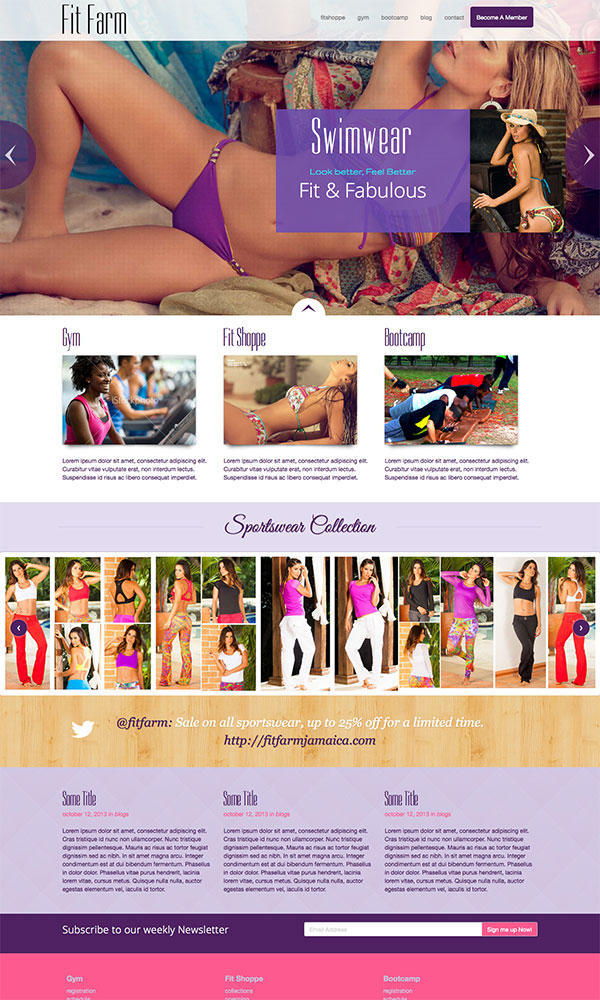 Fit Farm
fitshoppe gym bootcamp blog contact Become A Member
Swimwear
Look better, Feel Better
Fit & Fabulous
Gym
Fit Shoppe
Bootcamp
iStockphoto
Lorem ipsum dolor sit amet, consectetur adipiscing elit.
Curabitur vitae vulputate erat, non interdum lectus.
Suspendisse id risus ac libero consequat imperdiet.
Lorem ipsum dolor sit amet, consectetur adipiscing elit.
Curabitur vitae vulputate erat, non interdum lectus.
Suspendisse id risus ac libero consequat imperdiet.
Lorem ipsum dolor sit amet, consectetur adipiscing elit.
Curabitur vitae vulputate erat, non interdum lectus.
Suspendisse id risus ac libero consequat imperdiet.
Sportswear Collection
@fitfarm: Sale on all sportswear, up to 25% off for a limited time.
http://fitfarmjamaica.com
Some Title
october 12, 2013 in blogs
Lorem ipsum dolor sit amet, consectetur adipiscing elit.
Cras tristique non nunc non ullamcorper. Nunc tristique
dignissim pellentesque. Mauris ac risus ac tortor feugiat
dignissim sed ac nibh. In sit amet magna arcu. Integer
condimentum at dui bibendum fermentum. Phasellus
in dolor dolor. Phasellus vitae purus hendrerit, lacinia
lorem vitae, cursus metus. Quisque nulla nulla, auctor
egestas elementum vel, iaculis id tortor.
Some Title
october 12, 2013 in blogs
Lorem ipsum dolor sit amet, consectetur adipiscing elit.
Cras tristique non nunc non ullamcorper. Nunc tristique
dignissim pellentesque. Mauris ac risus ac tortor feugiat
dignissim sed ac nibh. In sit amet magna arcu. Integer
condimentum at dui bibendum fermentum. Phasellus
in dolor dolor. Phasellus vitae purus hendrerit, lacinia
lorem vitae, cursus metus. Quisque nulla nulla, auctor
egestas elementum vel, iaculis id tortor.
Some Title
october 12, 2013 in blogs
Lorem ipsum dolor sit amet, consectetur adipiscing elit.
Cras tristique non nunc non ullamcorper. Nunc tristique
dignissim pellentesque. Mauris ac risus ac tortor feugiat
dignissim sed ac nibh. In sit amet magna arcu. Integer
condimentum at dui bibendum fermentum. Phasellus
in dolor dolor. Phasellus vitae purus hendrerit, lacinia
lorem vitae, cursus metus. Quisque nulla nulla, auctor
egestas elementum vel, iaculis id tortor.
Subscribe to our weekly Newsletter
Email Address
Sign me up Now!
Gym
registration
Fit Shoppe
collections
Bootcamp
registration